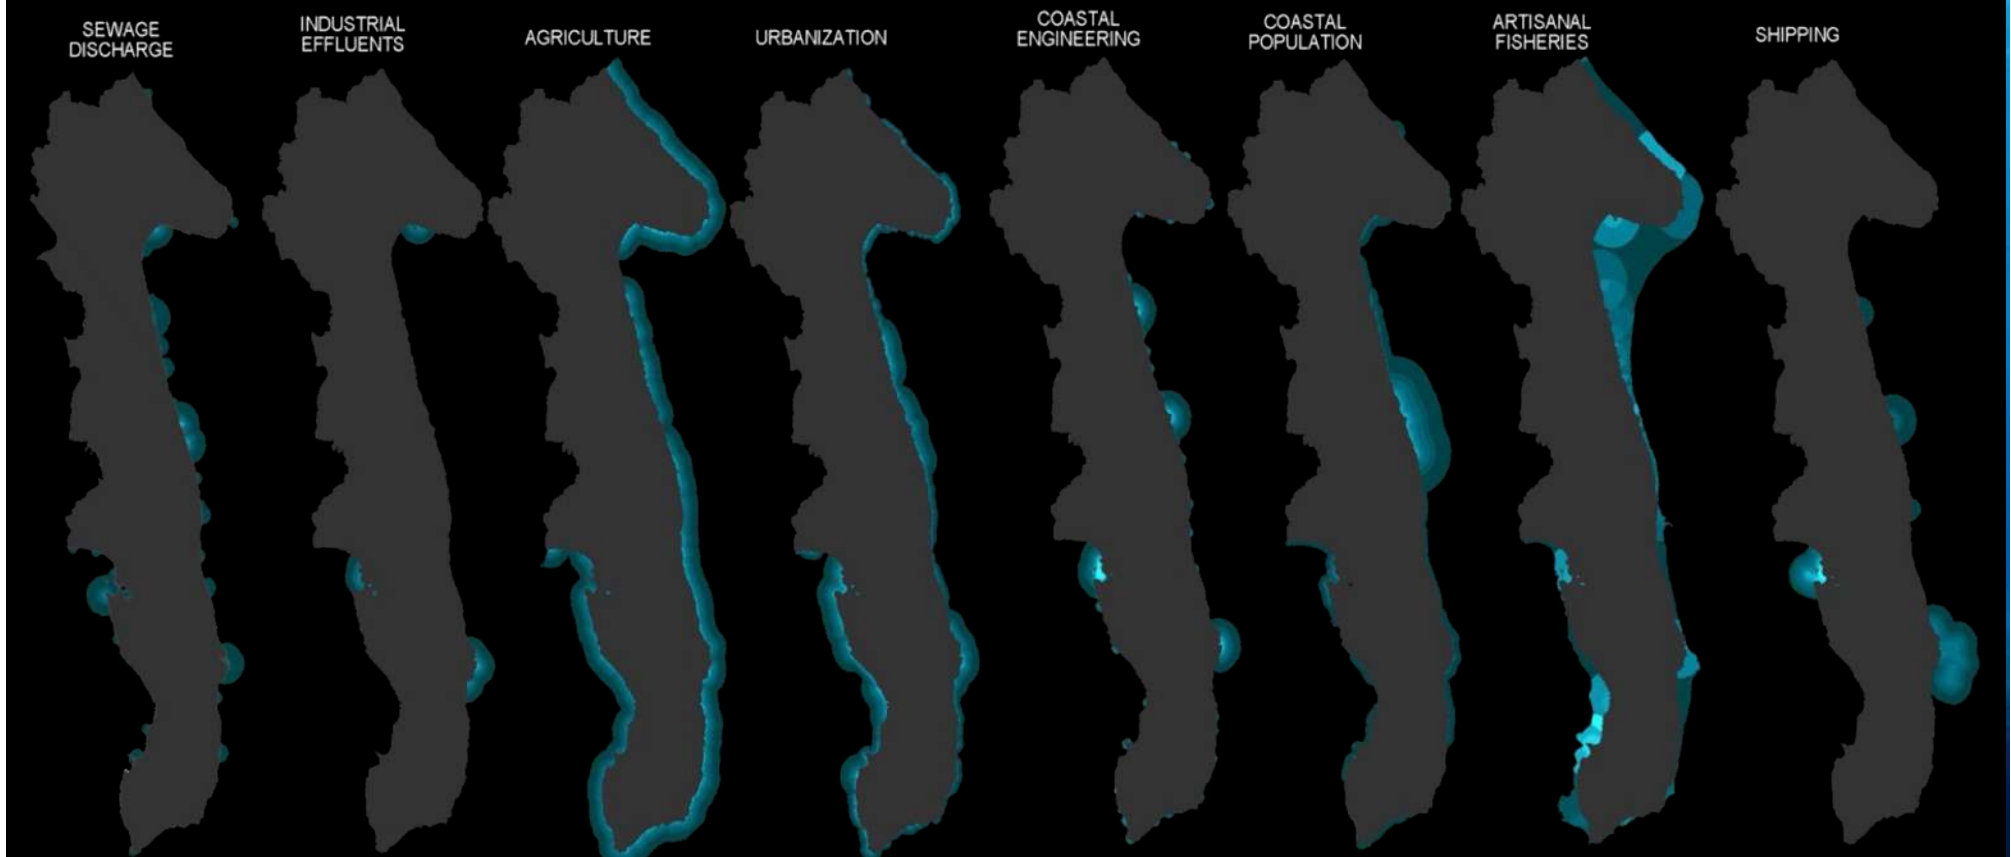 SEWAGE
DISCHARGE
INDUSTRIAL
EFFLUENTS
AGRICULTURE
URBANIZATION
COASTAL
ENGINEERING
COASTAL
POPULATION
ARTISANAL
FISHERIES
SHIPPING